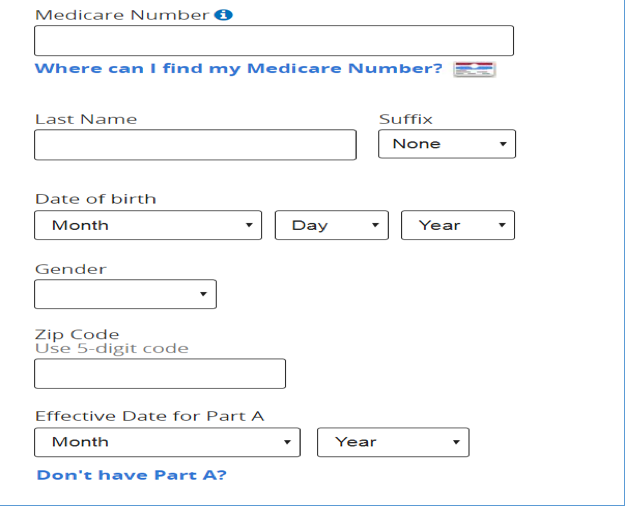 Medicare Number
Where can I find my Medicare Number?
Last Name Suffix
None
Date of birth
Month Day Year
Gender
Zip Code
Use 5-digit code
Effective Date for Part A
Month Year
Don't have Part A?